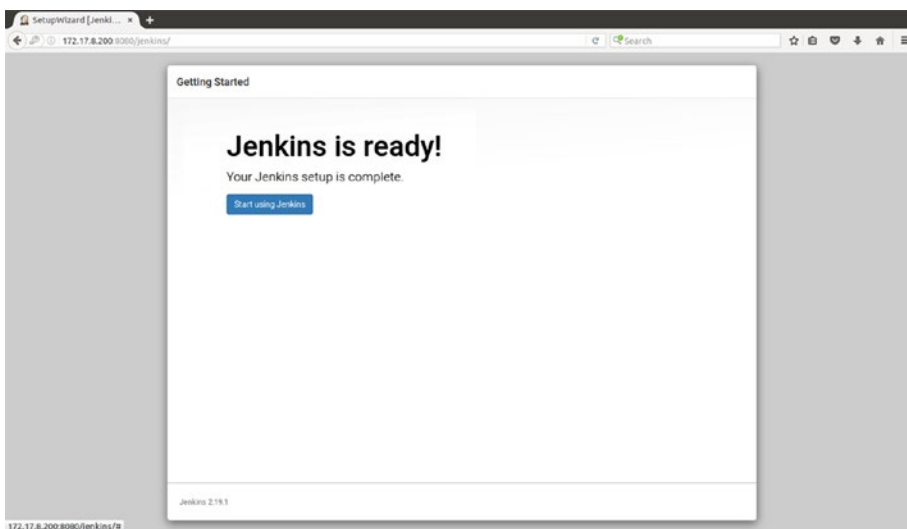 SetupWizard [Jenki...
172.17.8.200:8080/jenkins/
Search
Getting Started
Jenkins is ready!
Your Jenkins setup is complete.
Start using Jenkins
Jenkins 2.19.1
172.17.8.200:8080/jenkins/#